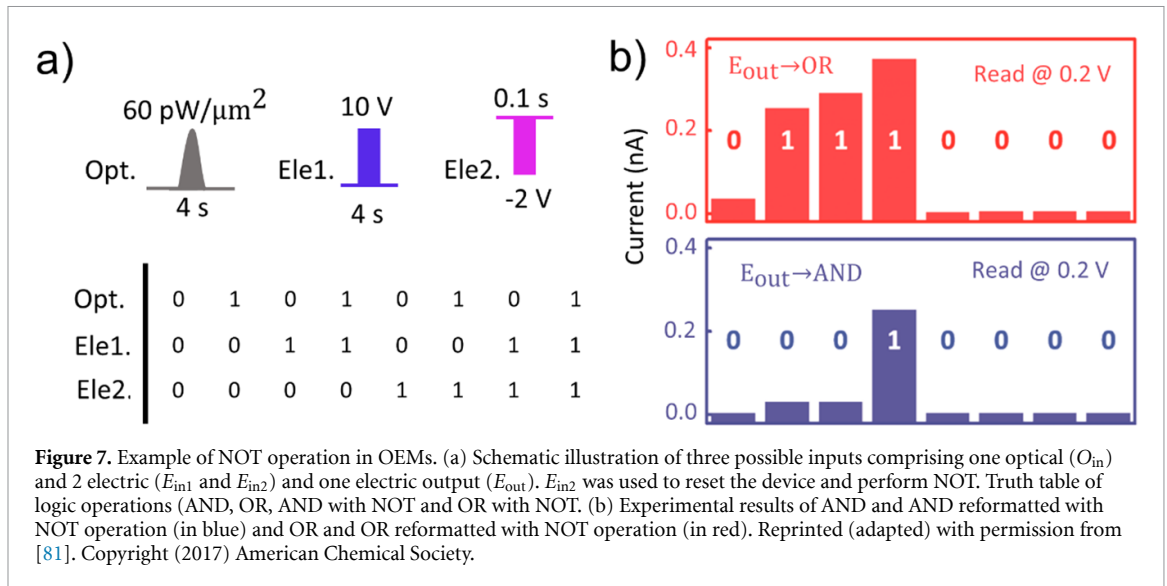 a)
60 pW/μm²
10 V
0.1 s
Opt.
Ele1.
Ele2.
4 s
4 s
-2 V
Opt. 0 1 0 1 0 1 0 1
Ele1. 0 0 1 1 0 0 1 1
Ele2. 0 0 0 0 1 1 1 1
b)
Current (nA)
0.4
0.2
0.0
E_out→OR
Read @ 0.2 V
0 1 1 1 0 0 0 0
0.4
0.2
0.0
E_out→AND
Read @ 0.2 V
0 0 0 1 0 0 0 0
Figure 7. Example of NOT operation in OEMs. (a) Schematic illustration of three possible inputs comprising one optical (O_in)
and 2 electric (E_in1 and E_in2) and one electric output (E_out). E_in2 was used to reset the device and perform NOT. Truth table of
logic operations (AND, OR, AND with NOT and OR with NOT. (b) Experimental results of AND and AND reformatted with
NOT operation (in blue) and OR and OR reformatted with NOT operation (in red). Reprinted (adapted) with permission from
[81]. Copyright (2017) American Chemical Society.